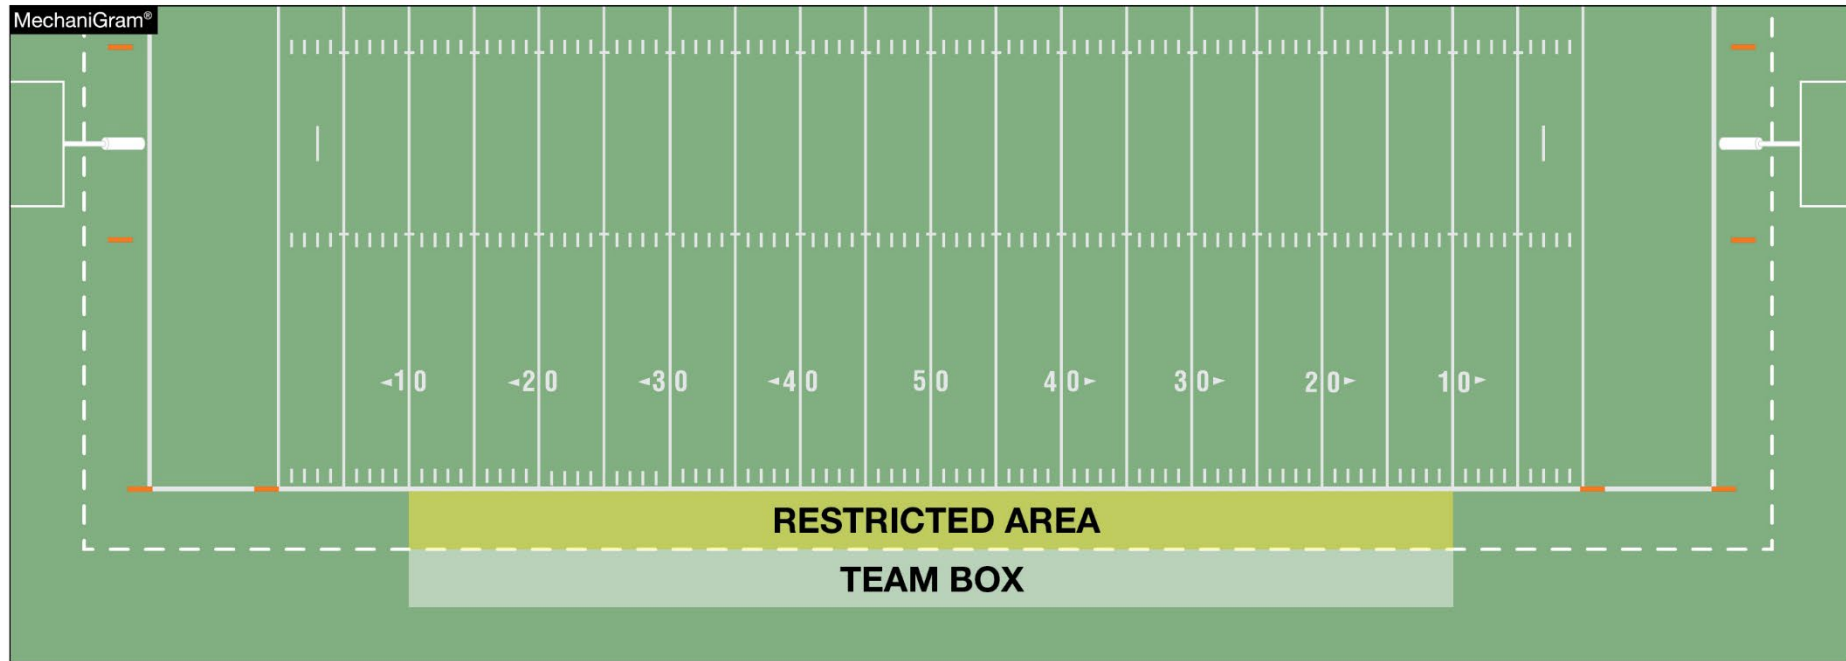 MechaniGram®
◄10 ◄20 ◄30 ◄40 50 40► 30► 20► 10►
RESTRICTED AREA
TEAM BOX